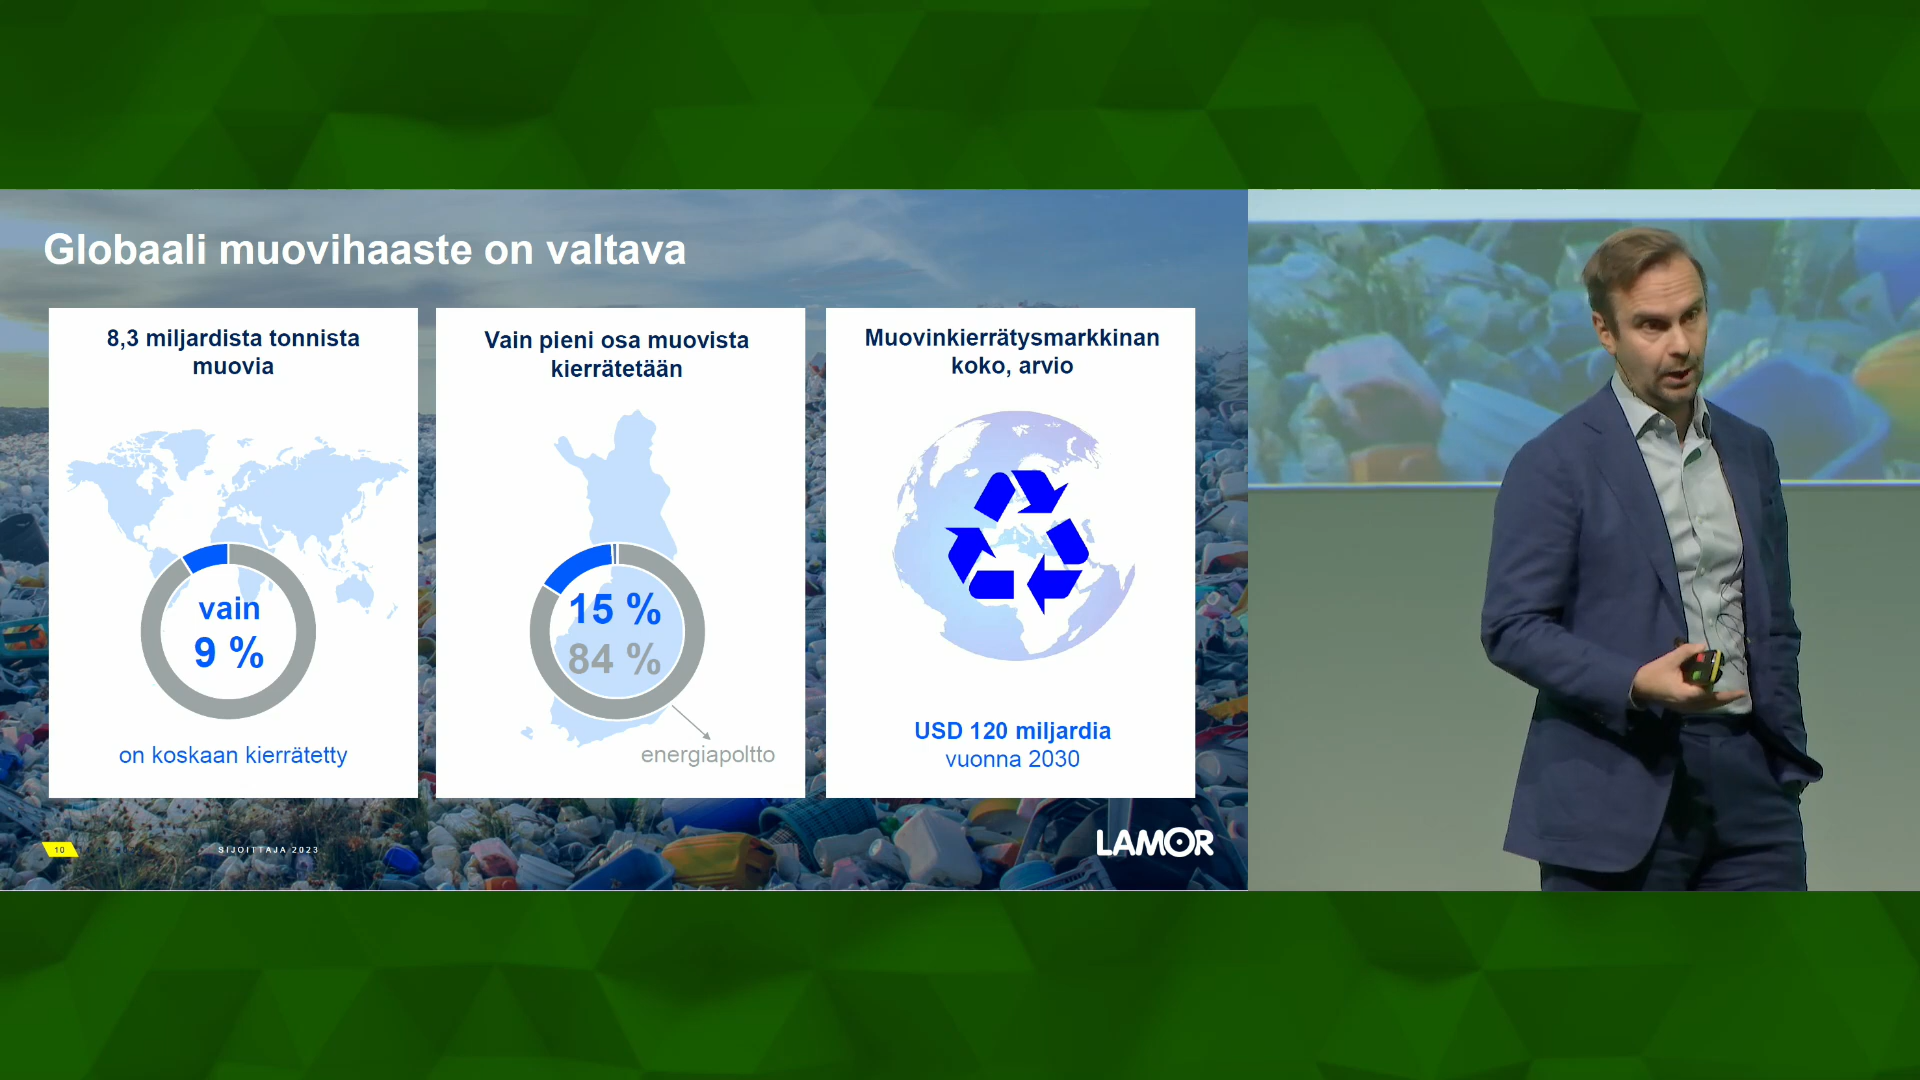 Globaali muovihaaste on valtava
8,3 miljardista tonnista
muovia
vain
9 %
on koskaan kierrätetty
Vain pieni osa muovista
kierrätetään
15 %
84 %
energiapoltto
Muovinkierrätysmarkkinan
koko, arvio
USD 120 miljardia
vuonna 2030
10
SIJOITTAJA 2023
LAMOR